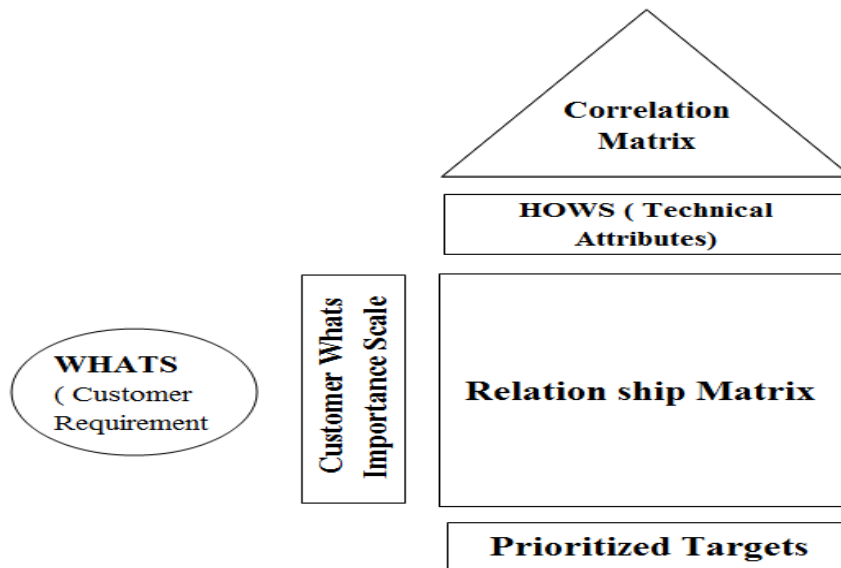 Correlation
Matrix
HOWS ( Technical
Attributes)
WHATS
( Customer
Requirement
Customer Whats
Importance Scale
Relation ship Matrix
Prioritized Targets